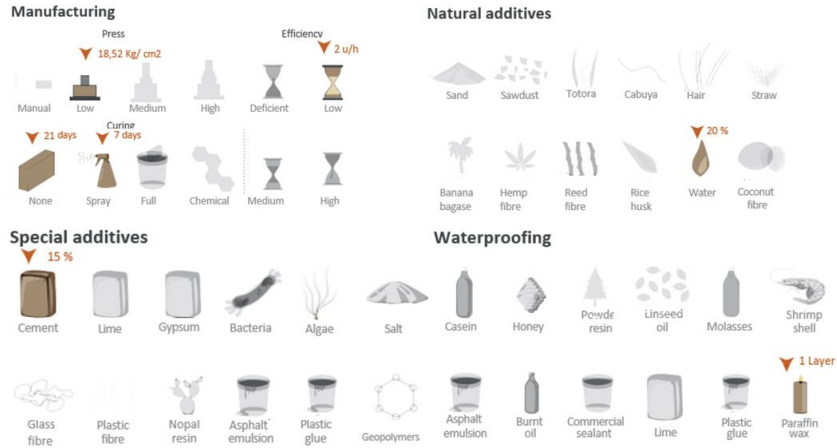 Manufacturing
Press
Efficiency
18,52 Kg/ cm2
2 u/h
Manual
Low
Medium
High
Deficient
Low
Curing
21 days
7 days
None
Spray
Full
Chemical
Medium
High
Natural additives
Sand
Sawdust
Totora
Cabuya
Hair
Straw
20 %
Banana
bagase
Hemp
fibre
Reed
fibre
Rice
husk
Water
Coconut
fibre
Special additives
15 %
Cement
Lime
Gypsum
Bacteria
Algae
Salt
Glass
fibre
Plastic
fibre
Nopal
resin
Asphalt
emulsion
Plastic
glue
Geopolymers
Waterproofing
Casein
Honey
Powde
resin
Linseed
oil
Molasses
Shrimp
shell
1 Layer
Asphalt
emulsion
Burnt
oil
Commercial
sealant
Lime
Plastic
glue
Paraffin
wax